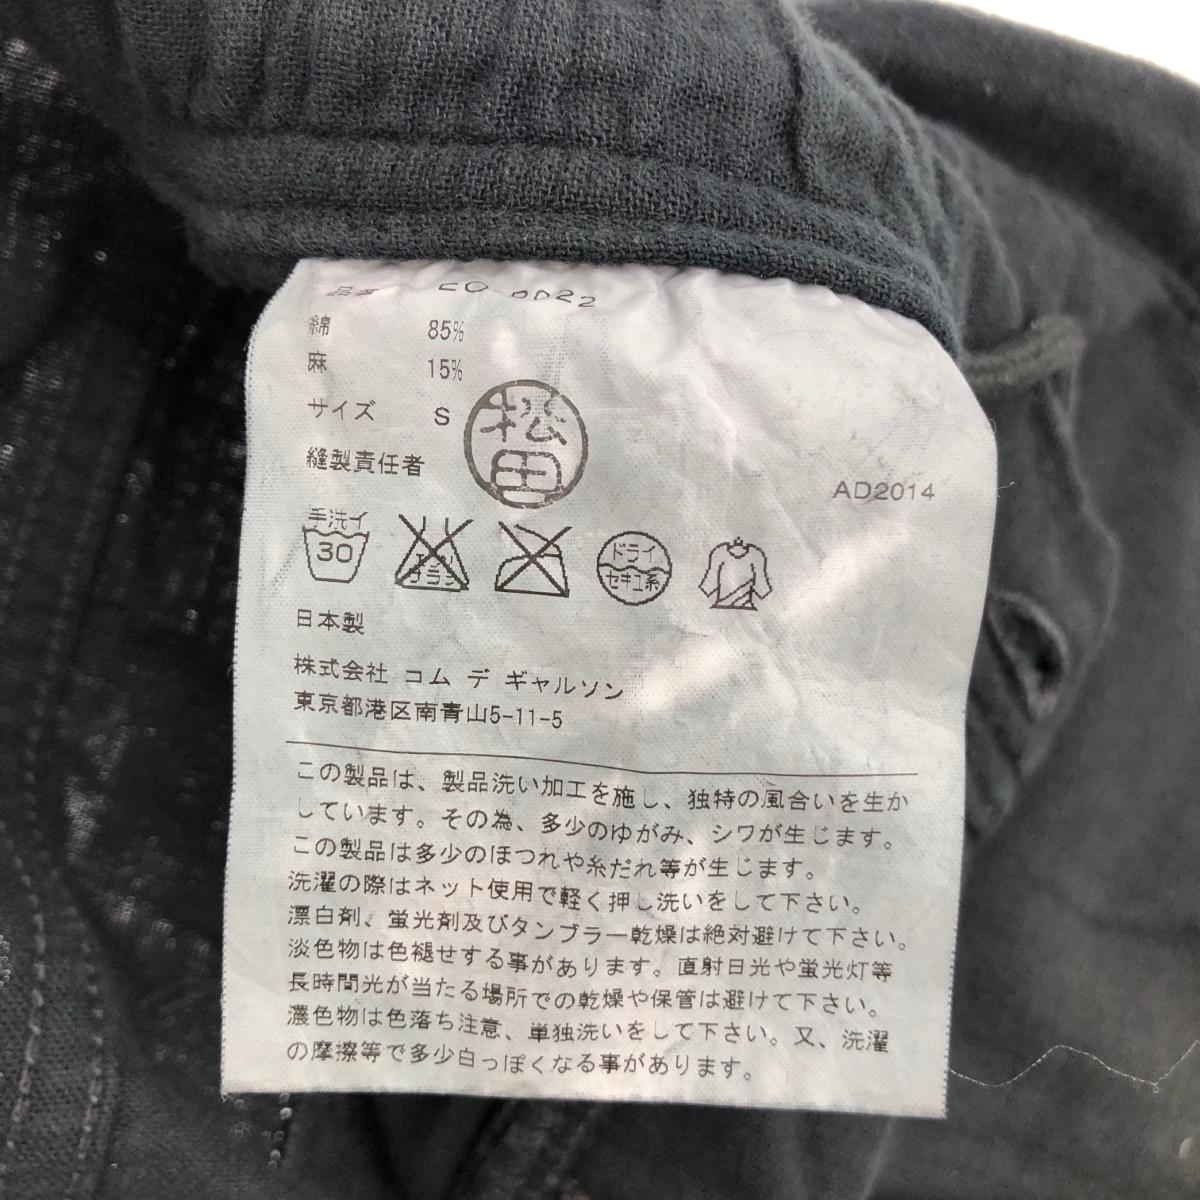 綿 85%
麻 15%
サイズ S
縫製責任者
松田
AD2014
手洗イ
30
ドライ
セキユ系
日本製
株式会社 コム デ ギャルソン
東京都港区南青山5-11-5
この製品は、製品洗い加工を施し、独特の風合いを生か
しています。その為、多少のゆがみ、シワが生じます。
この製品は多少のほつれや糸だれ等が生じます。
洗濯の際はネット使用で軽く押し洗いをして下さい。
漂白剤、蛍光剤及びタンブラー乾燥は絶対避けて下さい。
淡色物は色褪せする事があります。直射日光や蛍光灯等
長時間光が当たる場所での乾燥や保管は避けて下さい。
濃色物は色落ち注意、単独洗いをして下さい。又、洗濯
の摩擦等で多少白っぽくなる事があります。